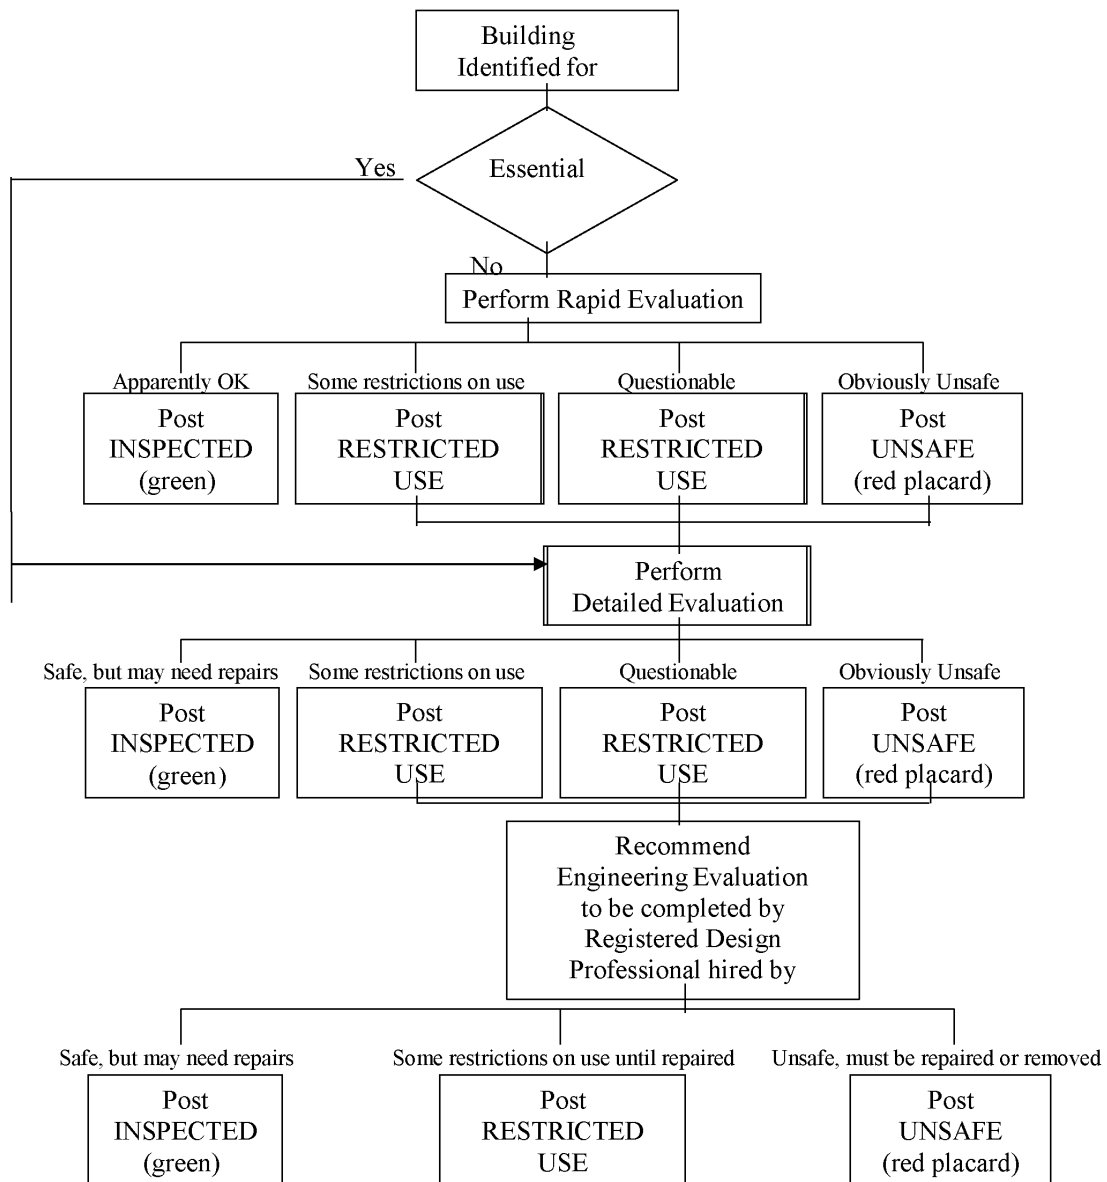 Building
Identified for
Yes
Essential
No
Perform Rapid Evaluation
Apparently OK
Some restrictions on use
Questionable
Obviously Unsafe
Post
INSPECTED
(green)
Post
RESTRICTED
USE
Post
RESTRICTED
USE
Post
UNSAFE
(red placard)
Perform
Detailed Evaluation
Safe, but may need repairs
Some restrictions on use
Questionable
Obviously Unsafe
Post
INSPECTED
(green)
Post
RESTRICTED
USE
Post
RESTRICTED
USE
Post
UNSAFE
(red placard)
Recommend
Engineering Evaluation
to be completed by
Registered Design
Professional hired by
Safe, but may need repairs
Some restrictions on use until repaired
Unsafe, must be repaired or removed
Post
INSPECTED
(green)
Post
RESTRICTED
USE
Post
UNSAFE
(red placard)